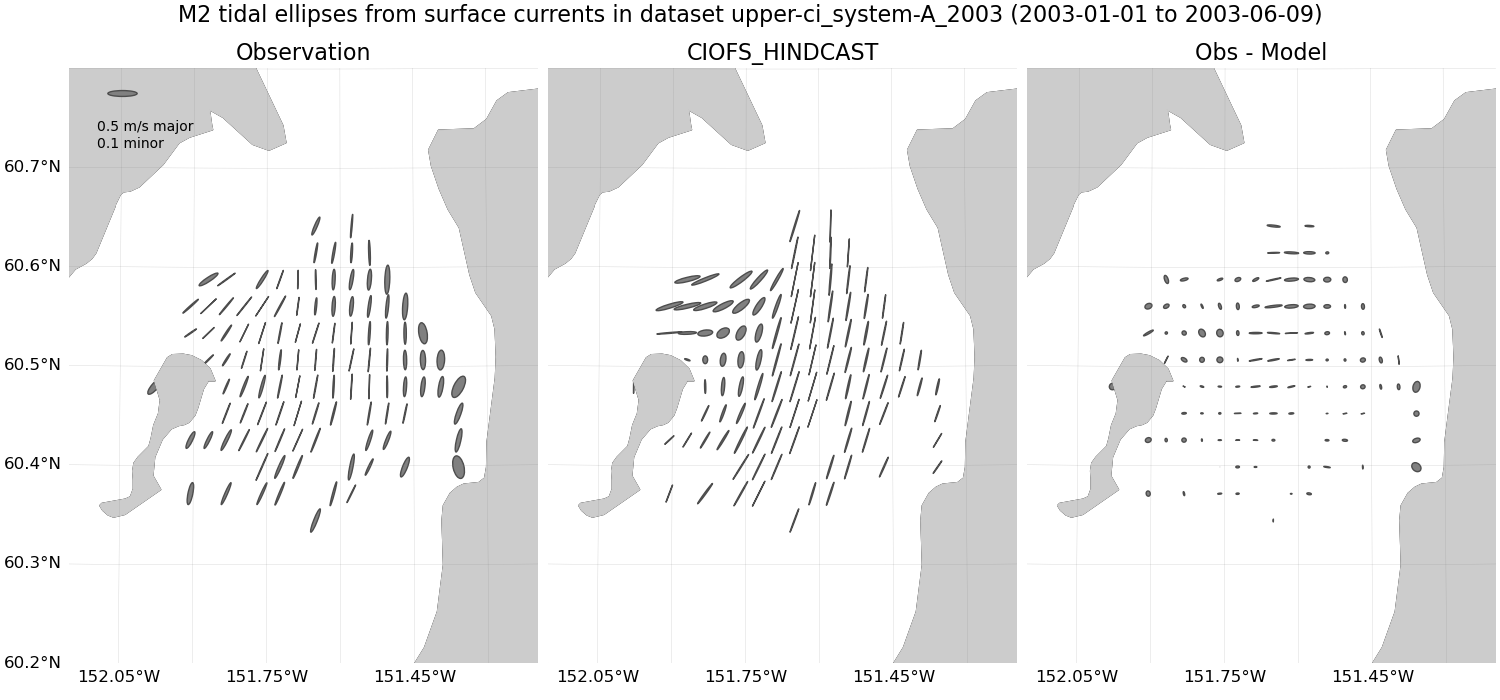 M2 tidal ellipses from surface currents in dataset upper-ci_system-A_2003 (2003-01-01 to 2003-06-09)
Observation
CIOFS_HINDCAST
Obs - Model
0.5 m/s major
0.1 minor
60.7°N
60.6°N
60.5°N
60.4°N
60.3°N
60.2°N
152.05°W 151.75°W 151.45°W
152.05°W 151.75°W 151.45°W
152.05°W 151.75°W 151.45°W